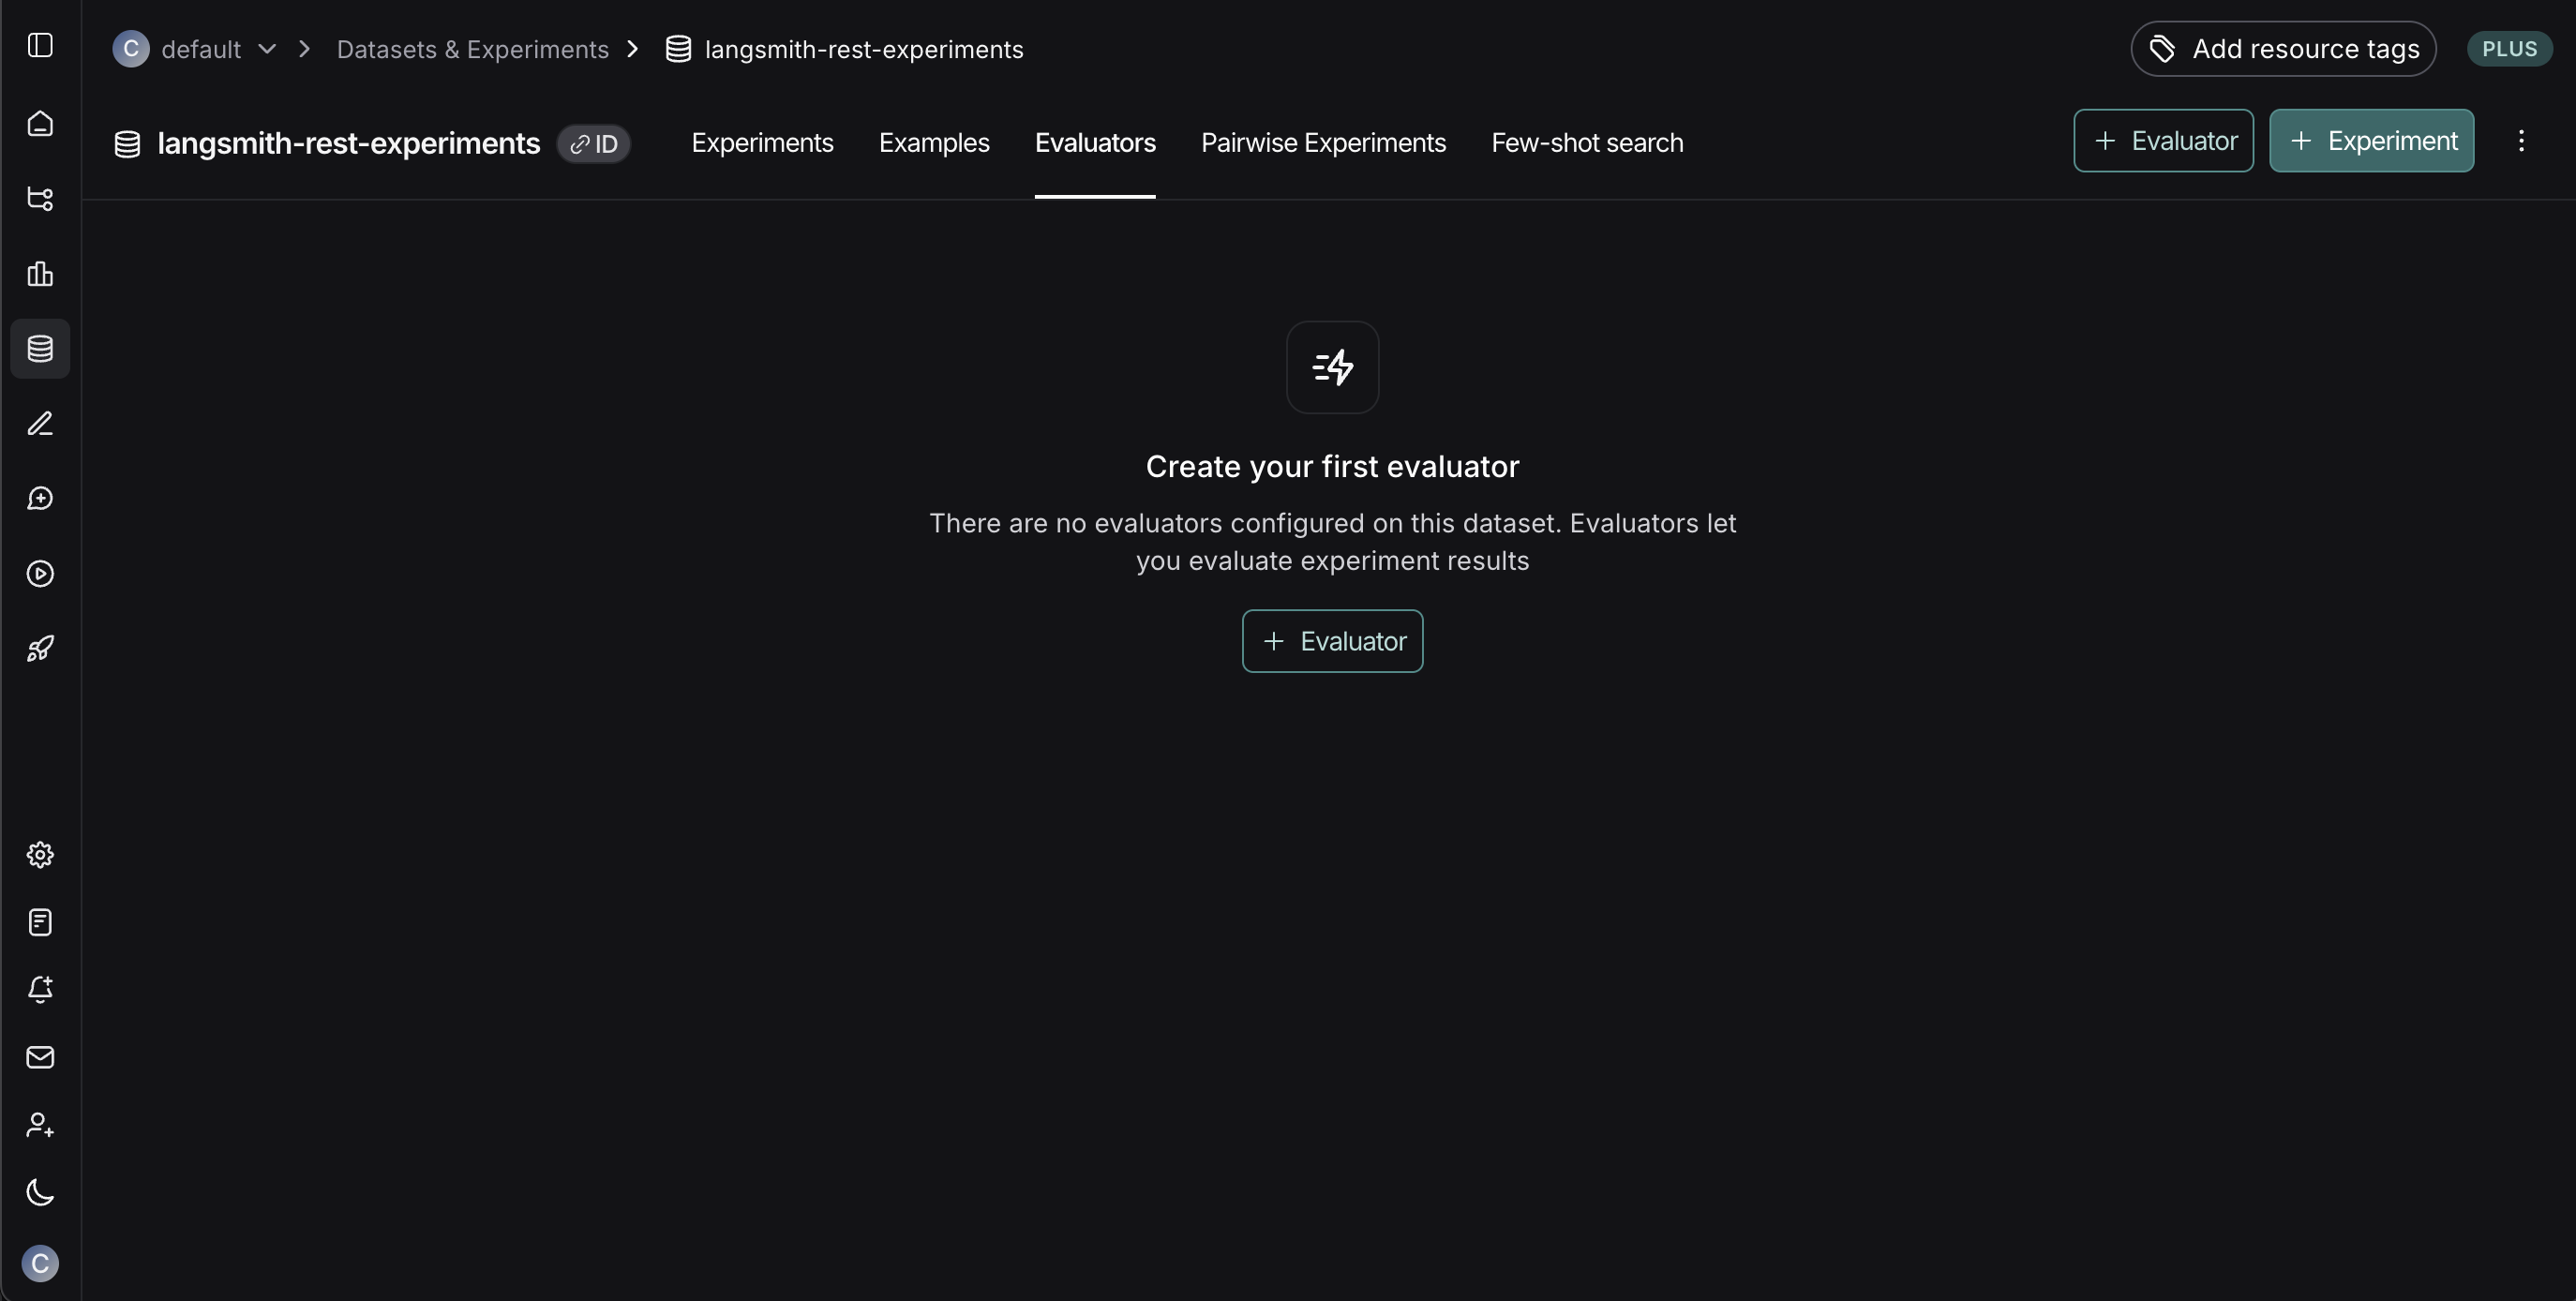 C default Datasets & Experiments langsmith-rest-experiments Add resource tags PLUS
langsmith-rest-experiments ID Experiments Examples Evaluators Pairwise Experiments Few-shot search + Evaluator + Experiment
Create your first evaluator
There are no evaluators configured on this dataset. Evaluators let
you evaluate experiment results
+ Evaluator
C